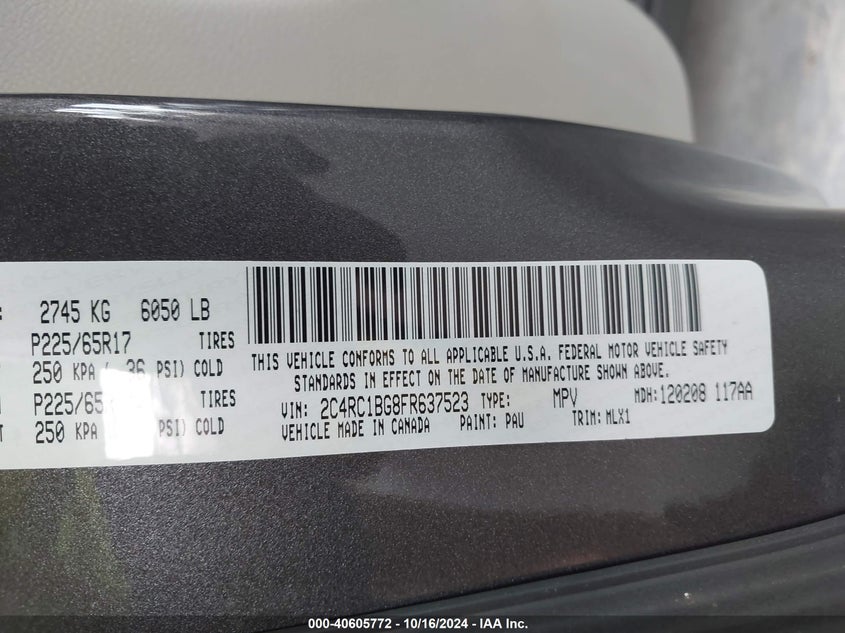 2745 KG 6050 LB
P225/65R17 TIRES
250 KPA ( 36 PSI) COLD
P225/65 TIRES
250 KPA PSI) COLD
THIS VEHICLE CONFORMS TO ALL APPLICABLE U.S.A. FEDERAL MOTOR VEHICLE SAFETY
STANDARDS IN EFFECT ON THE DATE OF MANUFACTURE SHOWN ABOVE.
VIN: 2C4RC1BG8FR637523 TYPE: MPV MDH:120208 117AA
VEHICLE MADE IN CANADA PAINT: PAU TRIM: MLX1
000-40605772 - 10/16/2024 - IAA Inc.